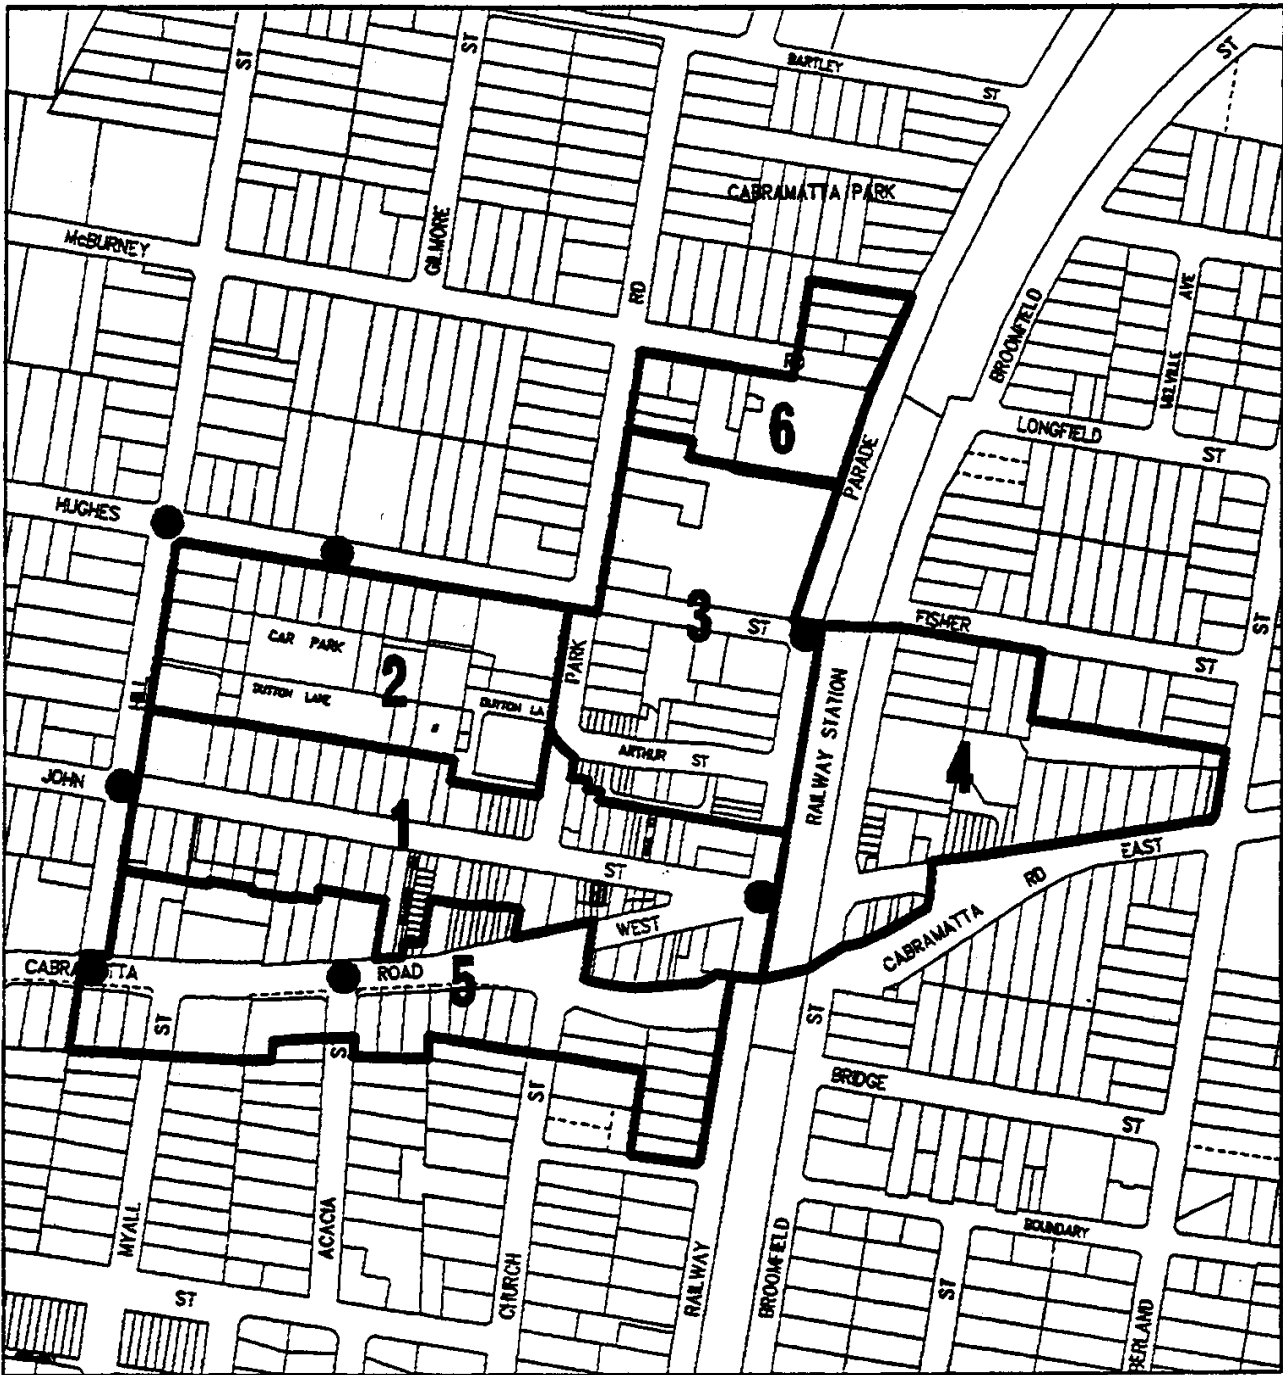 ST
ST
ST
BARTLEY
ST
CABRAMATTA PARK
McBURNEY
GILMORE
RD
AVE
BROOMFIELD
MELVILLE
6
LONGFIELD
ST
PARADE
HUGHES
3
ST
FISHER
ST
ST
CAR PARK
2
PARK
DUTTON LANE
DUTTON LA
HILL
RAILWAY STATION
ARTHUR ST
4
JOHN
1
EAST
ST
RD
WEST
CABRAMATTA
CABRAMATTA
ROAD
5
ST
ST
ST
BRIDGE
ST
ST
MYALL
ACACIA
BOUNDARY
CHURCH
RAILWAY
BROOMFIELD
ST
ST
BERLAND